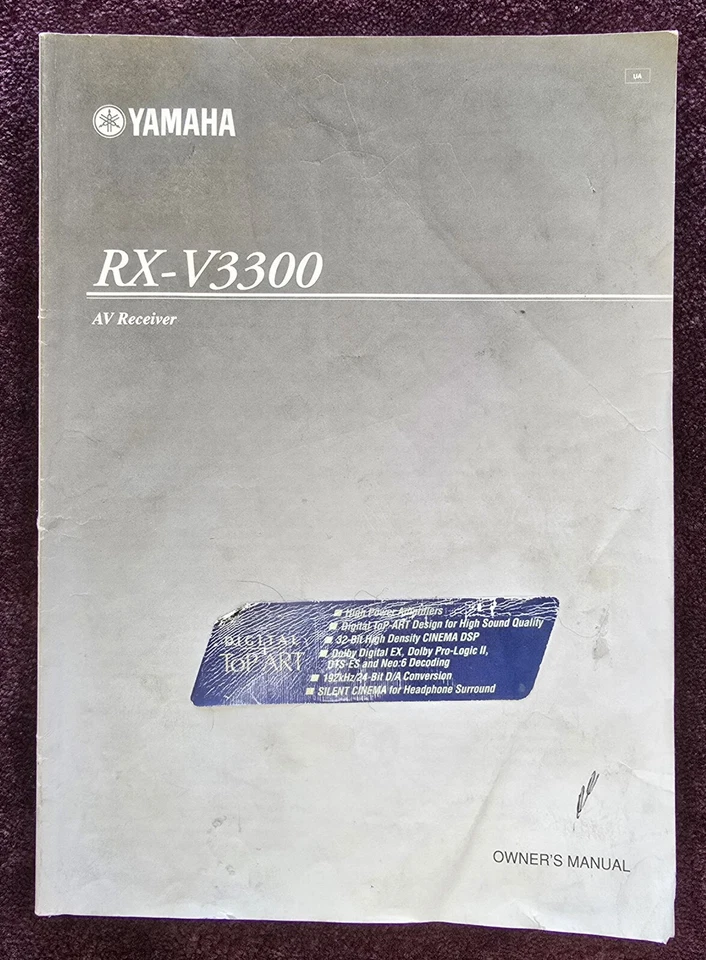 UA
YAMAHA
RX-V3300
AV Receiver
■ High Power Amplifiers
■ Digital ToP-ART Design for High Sound Quality
■ 32-Bit High Density CINEMA DSP
■ Dolby Digital EX, Dolby Pro-Logic II,
DTS-ES and Neo:6 Decoding
■ 192kHz/24-Bit D/A Conversion
■ SILENT CINEMA for Headphone Surround
DIGITAL
ToP-ART
OWNER'S MANUAL